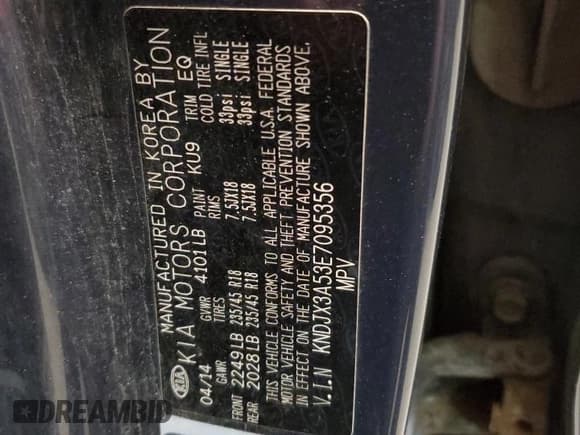 MANUFACTURED IN KOREA BY
KIA KIA MOTORS CORPORATION
04/14 GVWR 4101LB PAINT KU9 TRIM EQ
GAWR TIRES RIMS COLD TIRE INFL
FRONT 2249LB 235/45 R18 7.5JX18 33psi SINGLE
REAR 2028LB 235/45 R18 7.5JX18 33psi SINGLE
THIS VEHICLE CONFORMS TO ALL APPLICABLE U.S.A. FEDERAL
MOTOR VEHICLE SAFETY AND THEFT PREVENTION STANDARDS
IN EFFECT ON THE DATE OF MANUFACTURE SHOWN ABOVE.
V.I.N KNDJX3A53E7095356
MPV
DREAMBID